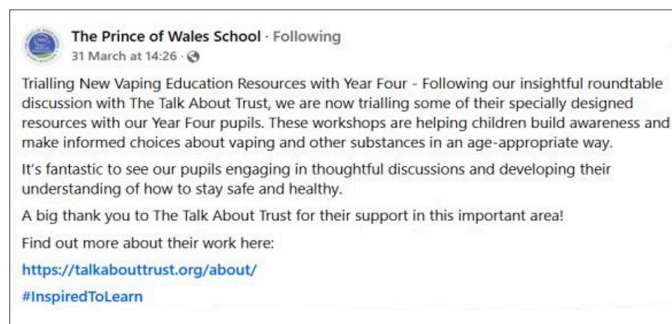 The Prince of Wales School · Following
31 March at 14:26 ·
Trialling New Vaping Education Resources with Year Four - Following our insightful roundtable
discussion with The Talk About Trust, we are now trialling some of their specially designed
resources with our Year Four pupils. These workshops are helping children build awareness and
make informed choices about vaping and other substances in an age-appropriate way.
It's fantastic to see our pupils engaging in thoughtful discussions and developing their
understanding of how to stay safe and healthy.
A big thank you to The Talk About Trust for their support in this important area!
Find out more about their work here:
https://talkabouttrust.org/about/
#InspiredToLearn